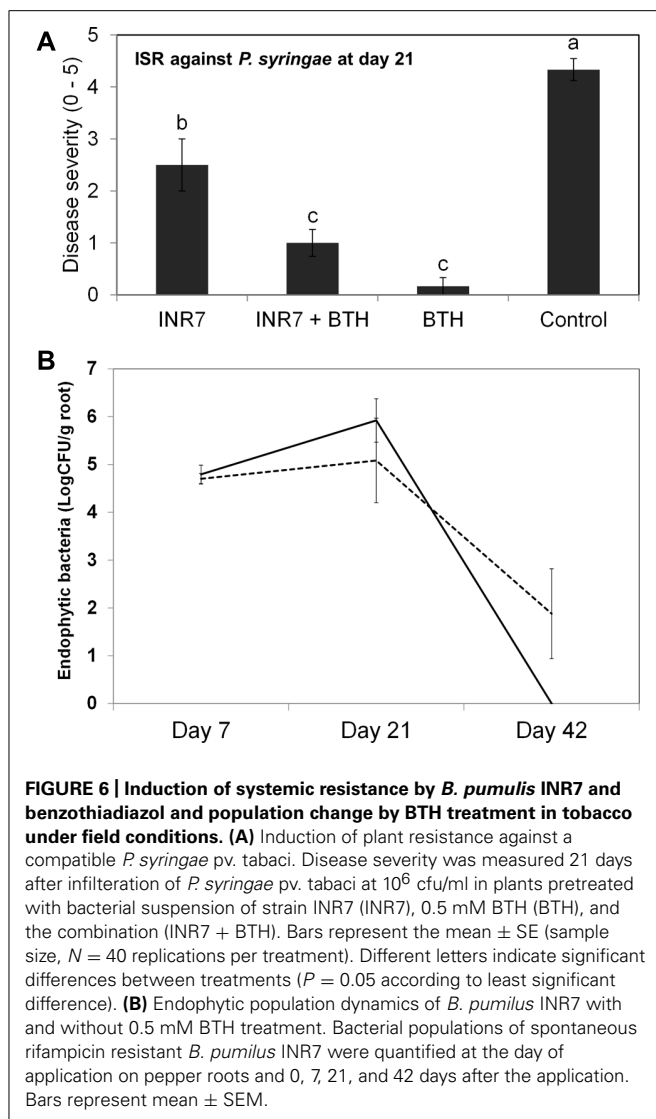 A
ISR against P. syringae at day 21
Disease severity (0 - 5)
5
4
3
2
1
0
b
c
c
a
INR7
INR7 + BTH
BTH
Control
B
Endophytic bacteria (LogCFU/g root)
7
6
5
4
3
2
1
0
Day 7
Day 21
Day 42
FIGURE 6 | Induction of systemic resistance by B. pumulis INR7 and
benzothiadiazol and population change by BTH treatment in tobacco
under field conditions. (A) Induction of plant resistance against a
compatible P. syringae pv. tabaci. Disease severity was measured 21 days
after infilteration of P. syringae pv. tabaci at 10⁶ cfu/ml in plants pretreated
with bacterial suspension of strain INR7 (INR7), 0.5 mM BTH (BTH), and
the combination (INR7 + BTH). Bars represent the mean ± SE (sample
size, N = 40 replications per treatment). Different letters indicate significant
differences between treatments (P = 0.05 according to least significant
difference). (B) Endophytic population dynamics of B. pumilus INR7 with
and without 0.5 mM BTH treatment. Bacterial populations of spontaneous
rifampicin resistant B. pumilus INR7 were quantified at the day of
application on pepper roots and 0, 7, 21, and 42 days after the application.
Bars represent mean ± SEM.